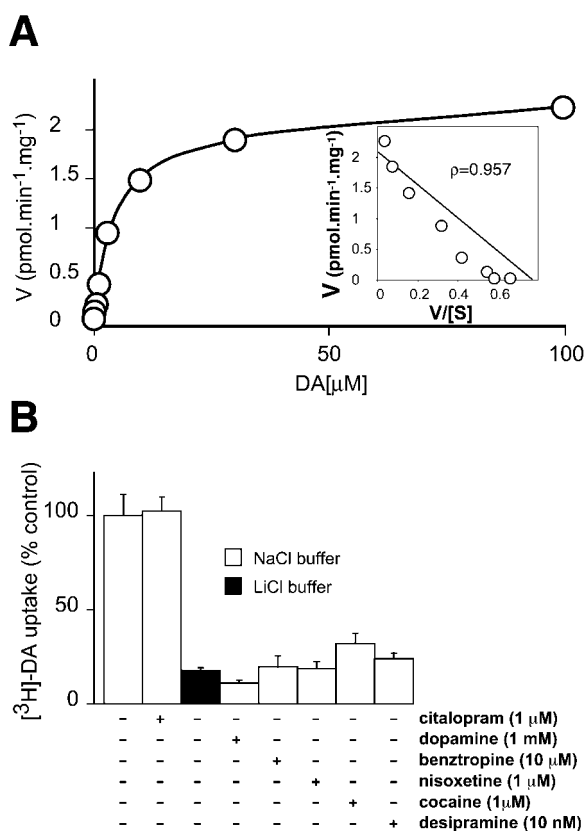 A
V (pmol.min-1.mg-1)
2
1.5
1
0.5
0
0
50
100
DA[μM]
V (pmol.min-1.mg-1)
2
1.5
1
0.5
0
ρ=0.957
0
0.2
0.4
0.6
V/[S]
B
[3H]-DA uptake (% control)
100
50
0
NaCl buffer
LiCl buffer
– + – – – – – – citalopram (1 μM)
– – – + – – – – dopamine (1 mM)
– – – – + – – – benztropine (10 μM)
– – – – – + – – nisoxetine (1 μM)
– – – – – – + – cocaine (1μM)
– – – – – – – + desipramine (10 nM)